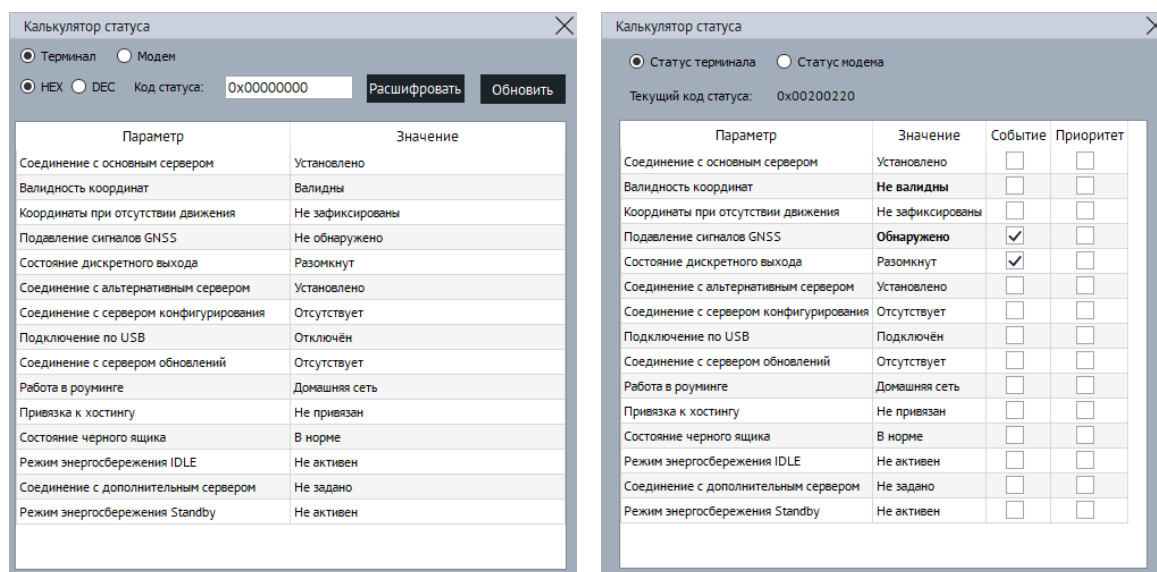 Калькулятор статуса
Терминал Модем
HEX DEC Код статуса: 0x00000000 Расшифровать Обновить
Параметр Значение
Соединение с основным сервером Установлено
Валидность координат Валидны
Координаты при отсутствии движения Не зафиксированы
Подавление сигналов GNSS Не обнаружено
Состояние дискретного выхода Разомкнут
Соединение с альтернативным сервером Установлено
Соединение с сервером конфигурирования Отсутствует
Подключение по USB Отключён
Соединение с сервером обновлений Отсутствует
Работа в роуминге Домашняя сеть
Привязка к хостингу Не привязан
Состояние черного ящика В норме
Режим энергосбережения IDLE Не активен
Соединение с дополнительным сервером Не задано
Режим энергосбережения Standby Не активен
Калькулятор статуса
Статус терминала Статус модема
Текущий код статуса: 0x00200220
Параметр Значение Событие Приоритет
Соединение с основным сервером Установлено
Валидность координат Не валидны
Координаты при отсутствии движения Не зафиксированы
Подавление сигналов GNSS Обнаружено
Состояние дискретного выхода Разомкнут
Соединение с альтернативным сервером Установлено
Соединение с сервером конфигурирования Отсутствует
Подключение по USB Подключён
Соединение с сервером обновлений Отсутствует
Работа в роуминге Домашняя сеть
Привязка к хостингу Не привязан
Состояние черного ящика В норме
Режим энергосбережения IDLE Не активен
Соединение с дополнительным сервером Не задано
Режим энергосбережения Standby Не активен